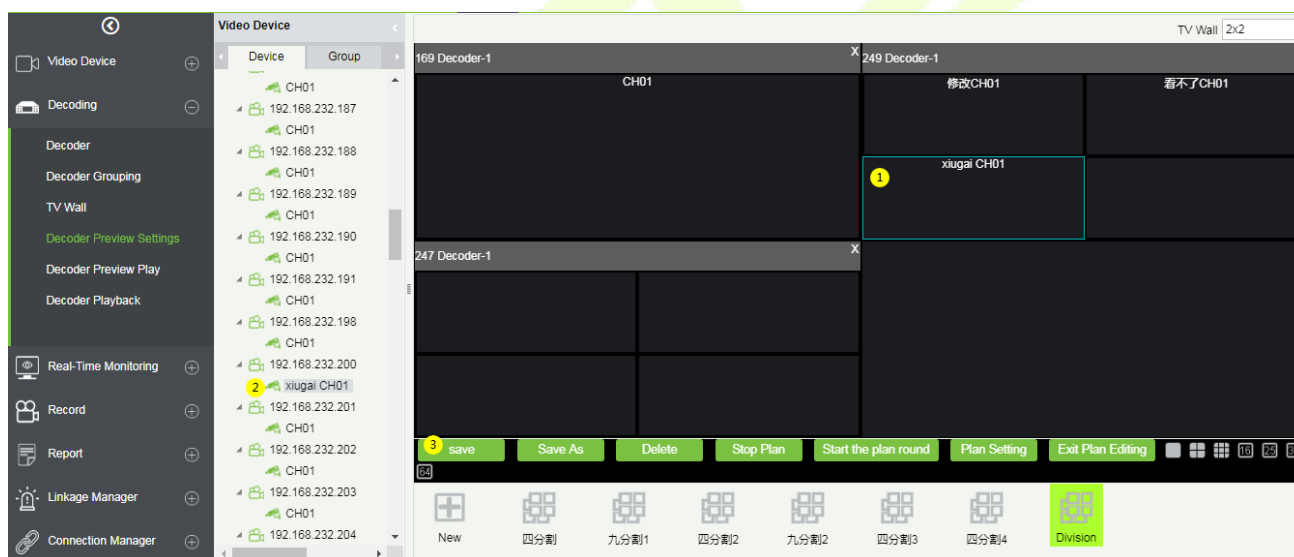 Video Device
Decoding
Decoder
Decoder Grouping
TV Wall
Decoder Preview Settings
Decoder Preview Play
Decoder Playback
Real-Time Monitoring
Record
Report
Linkage Manager
Connection Manager
Video Device
Device Group
CH01
192.168.232.187
CH01
192.168.232.188
CH01
192.168.232.189
CH01
192.168.232.190
CH01
192.168.232.191
CH01
192.168.232.198
CH01
192.168.232.200
2 xiugai CH01
192.168.232.201
CH01
192.168.232.202
CH01
192.168.232.203
CH01
192.168.232.204
TV Wall 2x2
169 Decoder-1 X 249 Decoder-1
CH01 修改CH01 看不了CH01
1 xiugai CH01
247 Decoder-1 X
3 save Save As Delete Stop Plan Start the plan round Plan Setting Exit Plan Editing 16 25
64
New 四分割 九分割1 四分割2 九分割2 四分割3 四分割4 Division